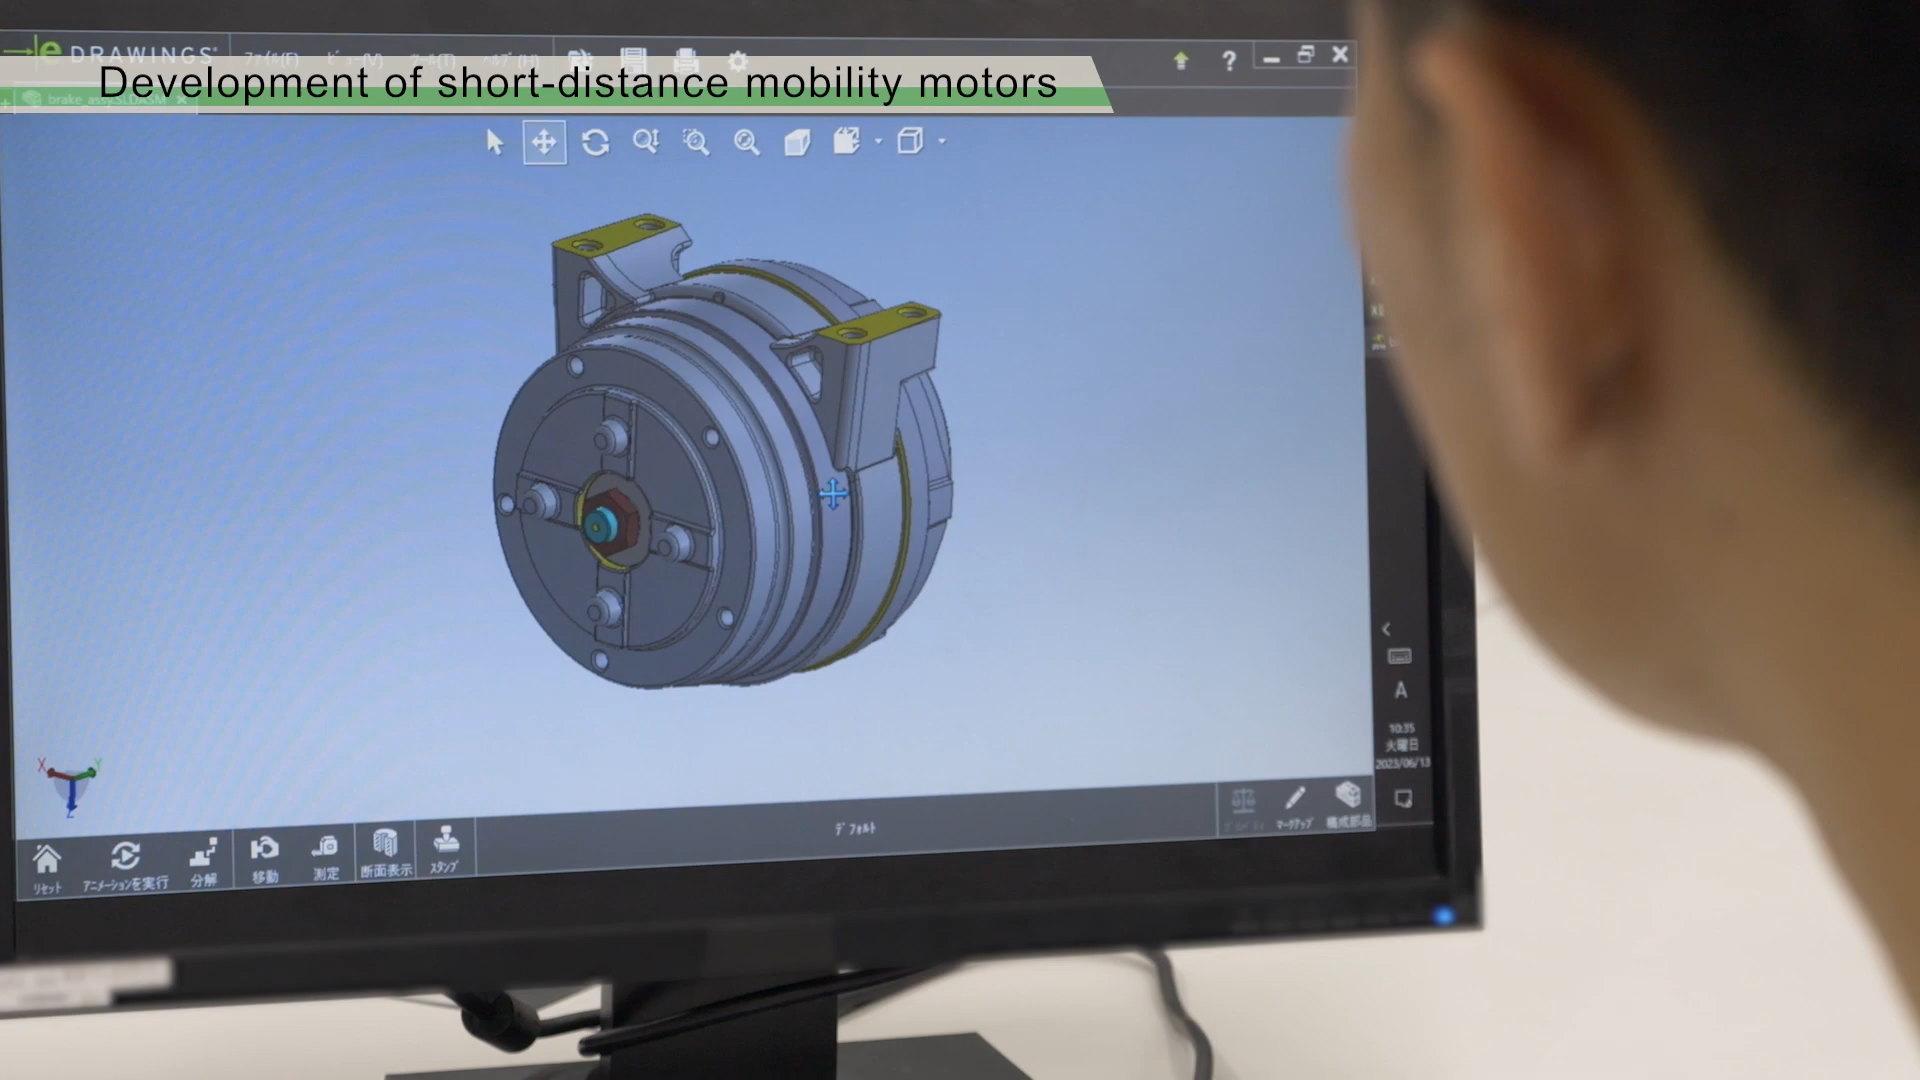 e DRAWINGS
Development of short-distance mobility motors
brake_assy.SLDASM
X Y
Z
A
10:35
火曜日
2023/06/13
デフォルト
マークアップ 構成部品
リセット アニメーションを実行 分解 移動 測定 断面表示 スタンプ